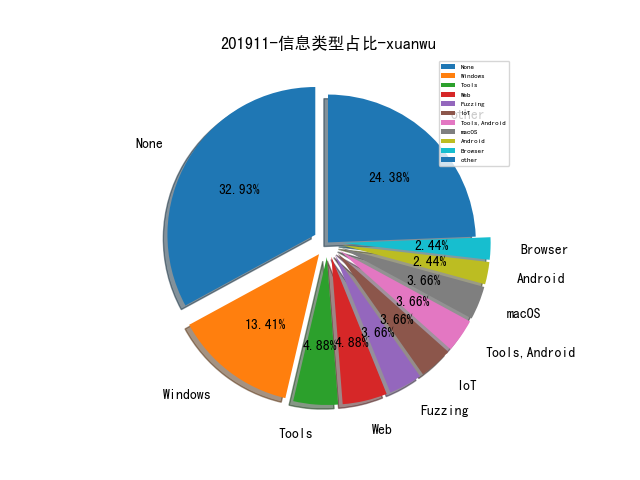 201911-信息类型占比-xuanwu
None
Windows
Tools
Web
Fuzzing
IoT
Tools,Android
macOS
Android
Browser
other
other
None
32.93%
24.38%
2.44%
Browser
2.44%
Android
3.66%
macOS
3.66%
Tools,Android
3.66%
IoT
3.66%
Fuzzing
4.88%
Web
4.88%
Tools
13.41%
Windows